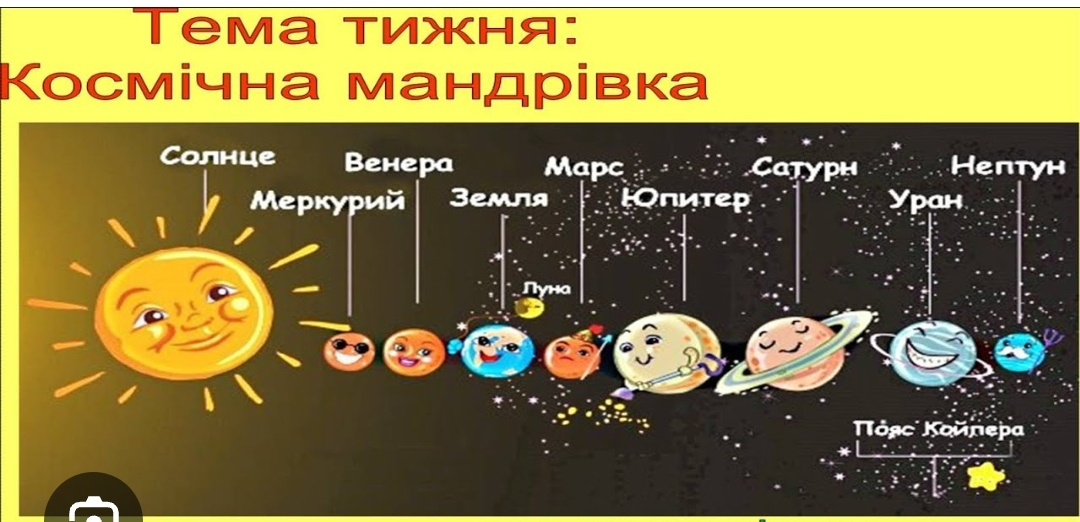 Тема тижня:
Космічна мандрівка
Солнце
Венера
Марс
Сатурн
Нептун
Меркурий
Земля
Юпитер
Уран
Луна
Пояс Койпера